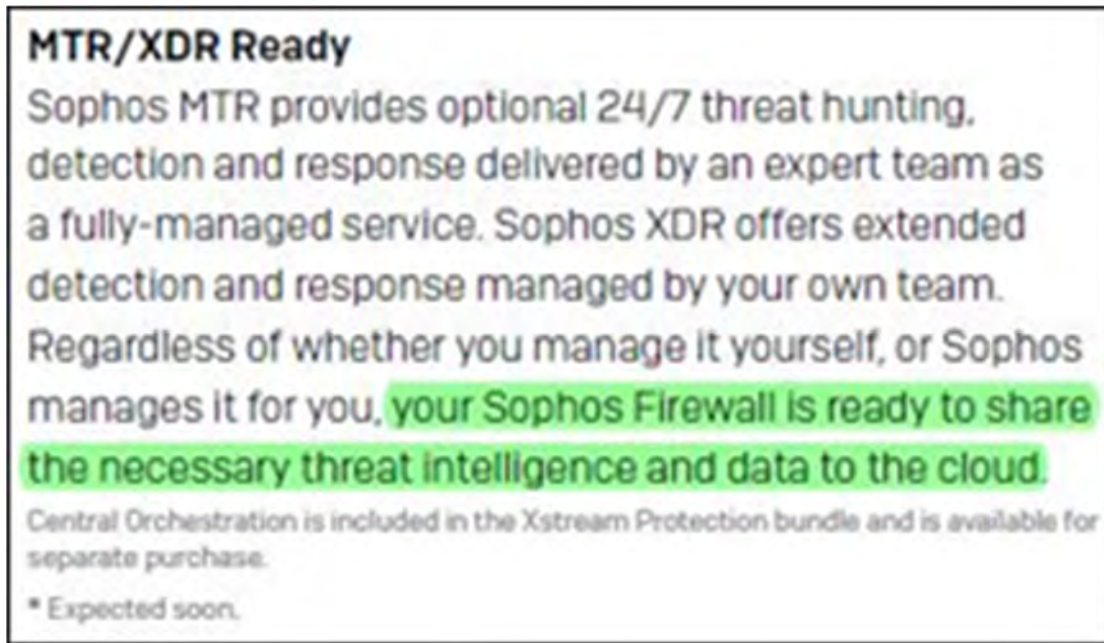 MTR/XDR Ready
Sophos MTR provides optional 24/7 threat hunting,
detection and response delivered by an expert team as
a fully-managed service. Sophos XDR offers extended
detection and response managed by your own team.
Regardless of whether you manage it yourself, or Sophos
manages it for you, your Sophos Firewall is ready to share
the necessary threat intelligence and data to the cloud.
Central Orchestration is included in the Xstream Protection bundle and is available for
separate purchase.
* Expected soon.